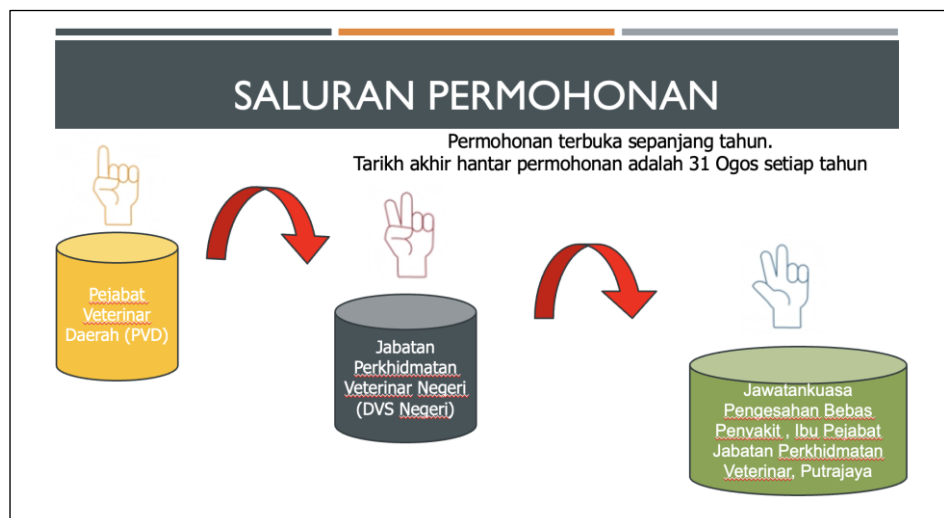 SALURAN PERMOHONAN
Permohonan terbuka sepanjang tahun.
Tarikh akhir hantar permohonan adalah 31 Ogos setiap tahun
Pejabat
Veterinar
Daerah (PVD)
Jabatan
Perkhidmatan
Veterinar Negeri
(DVS Negeri)
Jawatankuasa
Pengesahan Bebas
Penyakit , Ibu Pejabat
Jabatan Perkhidmatan
Veterinar, Putrajaya